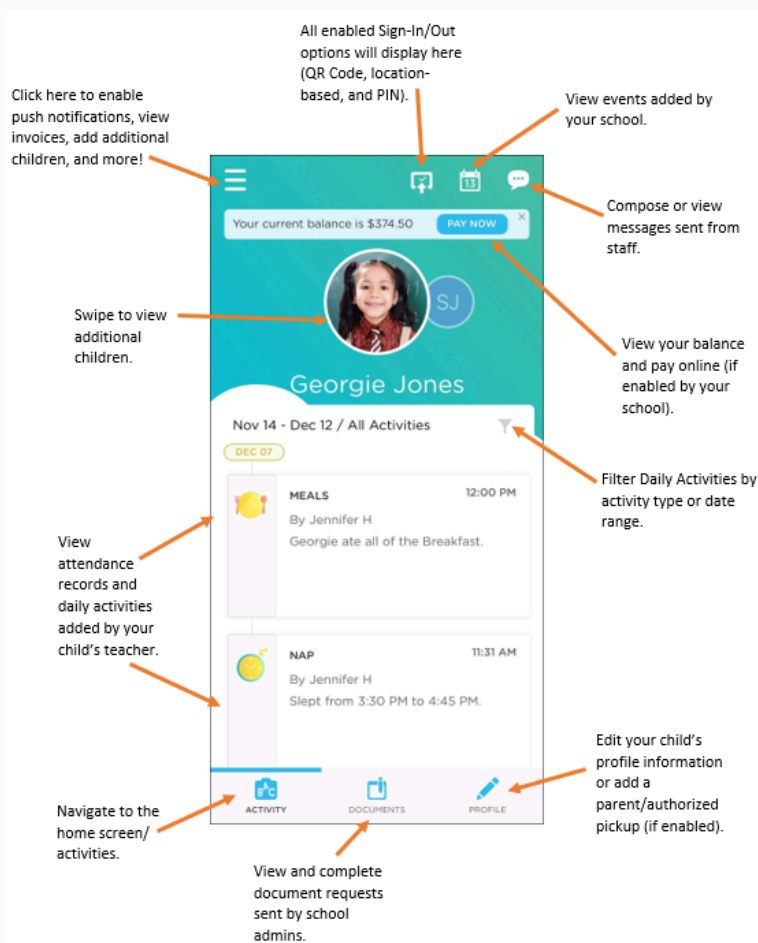 All enabled Sign-In/Out
options will display here
(QR Code, location-
based, and PIN).
Click here to enable
push notifications, view
invoices, add additional
children, and more!
View events added by
your school.
13
Compose or view
messages sent from
staff.
Your current balance is $374.50
PAY NOW
×
SJ
Swipe to view
additional
children.
View your balance
and pay online (if
enabled by your
school).
Georgie Jones
Nov 14 - Dec 12 / All Activities
DEC 07
Filter Daily Activities by
activity type or date
range.
MEALS
12:00 PM
By Jennifer H
Georgie ate all of the Breakfast.
View
attendance
records and
daily activities
added by your
child's teacher.
NAP
11:31 AM
By Jennifer H
Slept from 3:30 PM to 4:45 PM.
Edit your child's
profile information
or add a
parent/authorized
pickup (if enabled).
BAC
ACTIVITY
DOCUMENTS
PROFILE
Navigate to the
home screen/
activities.
View and complete
document requests
sent by school
admins.